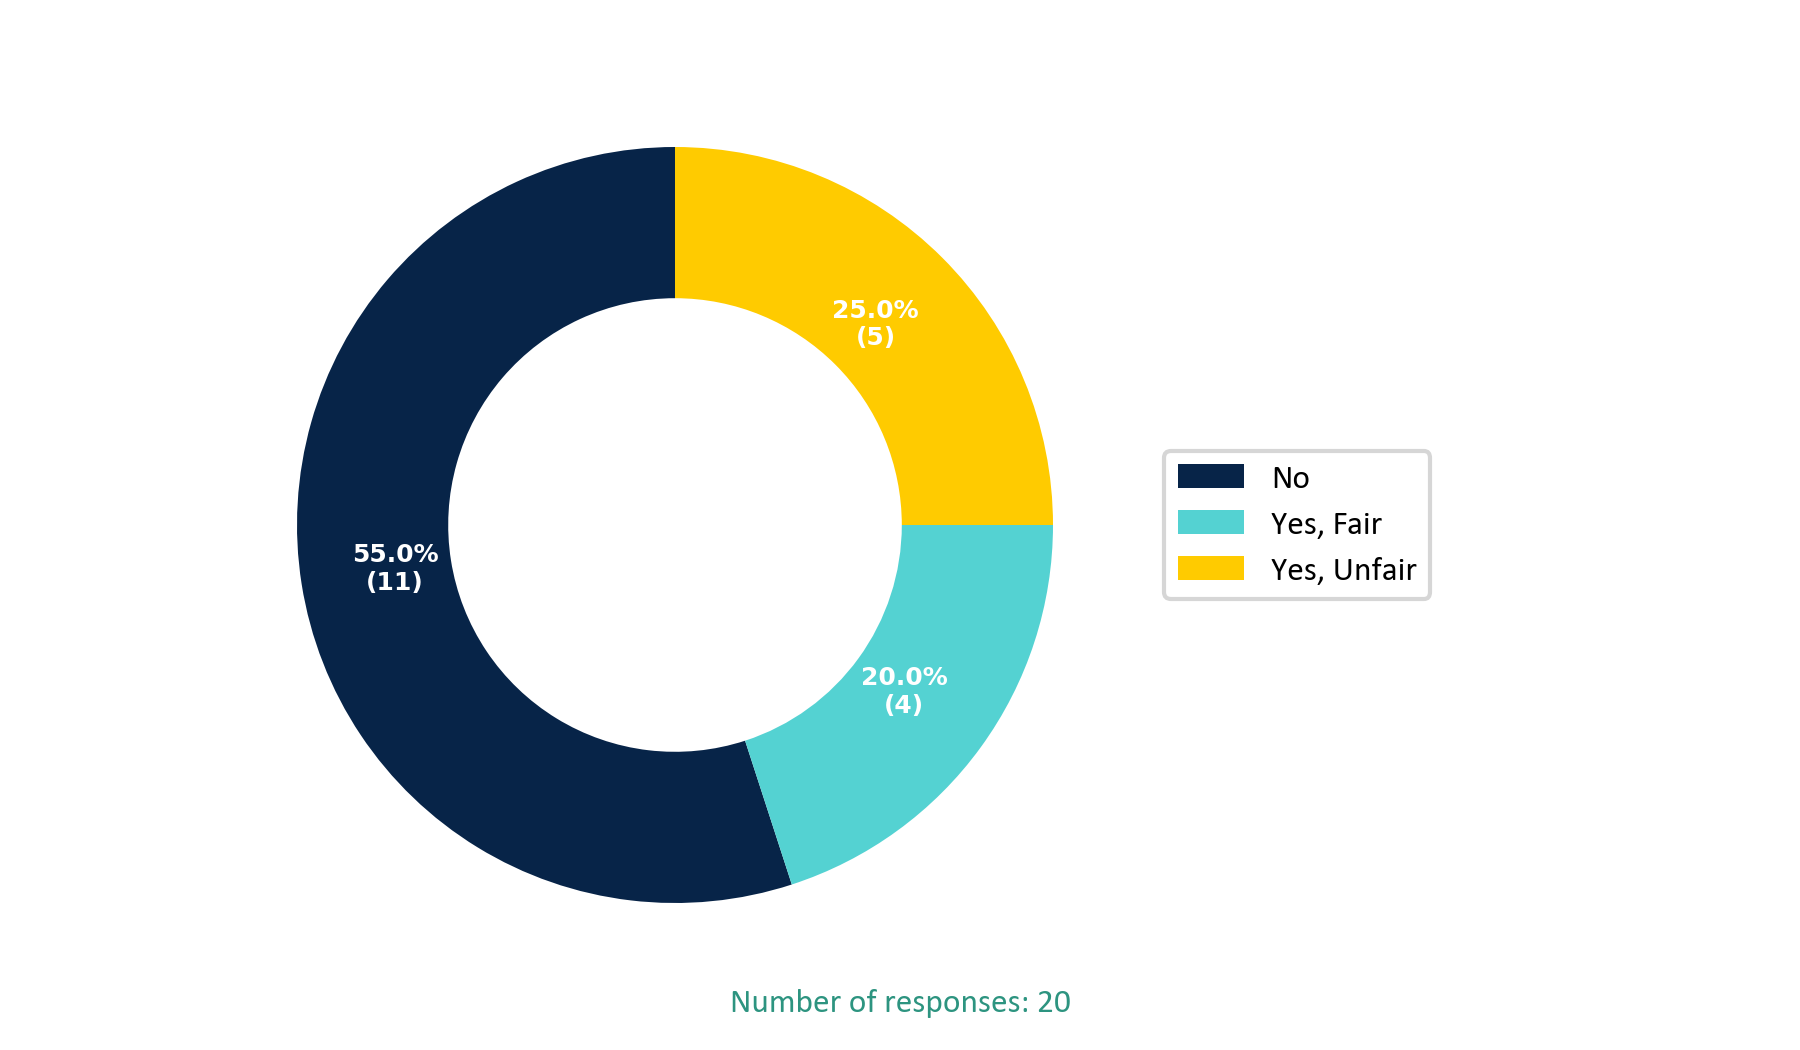 25.0%
(5)
55.0%
(11)
20.0%
(4)
No
Yes, Fair
Yes, Unfair
Number of responses: 20